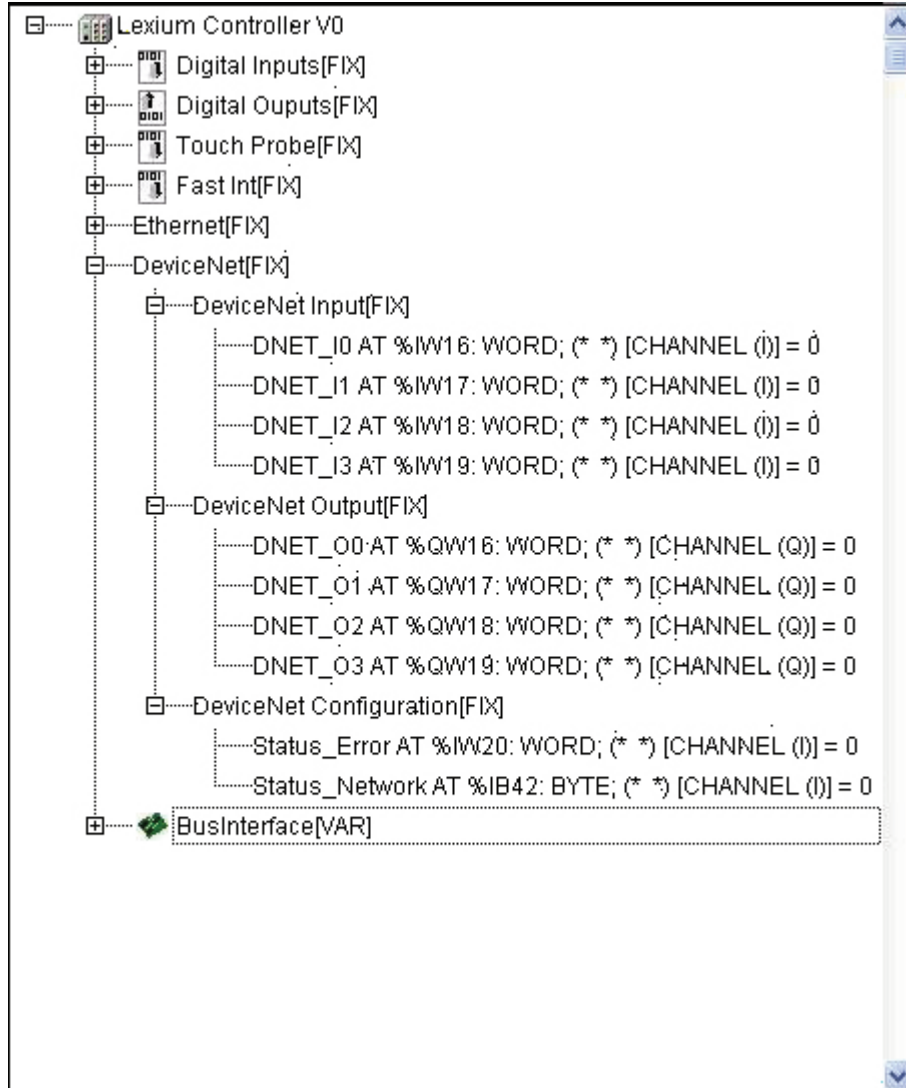 Lexium Controller V0
Digital Inputs[FIX]
Digital Ouputs[FIX]
Touch Probe[FIX]
Fast Int[FIX]
Ethernet[FIX]
DeviceNet[FIX]
DeviceNet Input[FIX]
DNET_I0 AT %IW16: WORD; (* *) [CHANNEL (I)] = 0
DNET_I1 AT %IW17: WORD; (* *) [CHANNEL (I)] = 0
DNET_I2 AT %IW18: WORD; (* *) [CHANNEL (I)] = 0
DNET_I3 AT %IW19: WORD; (* *) [CHANNEL (I)] = 0
DeviceNet Output[FIX]
DNET_O0 AT %QW16: WORD; (* *) [CHANNEL (Q)] = 0
DNET_O1 AT %QW17: WORD; (* *) [CHANNEL (Q)] = 0
DNET_O2 AT %QW18: WORD; (* *) [CHANNEL (Q)] = 0
DNET_O3 AT %QW19: WORD; (* *) [CHANNEL (Q)] = 0
DeviceNet Configuration[FIX]
Status_Error AT %IW20: WORD; (* *) [CHANNEL (I)] = 0
Status_Network AT %IB42: BYTE; (* *) [CHANNEL (I)] = 0
BusInterface[VAR]